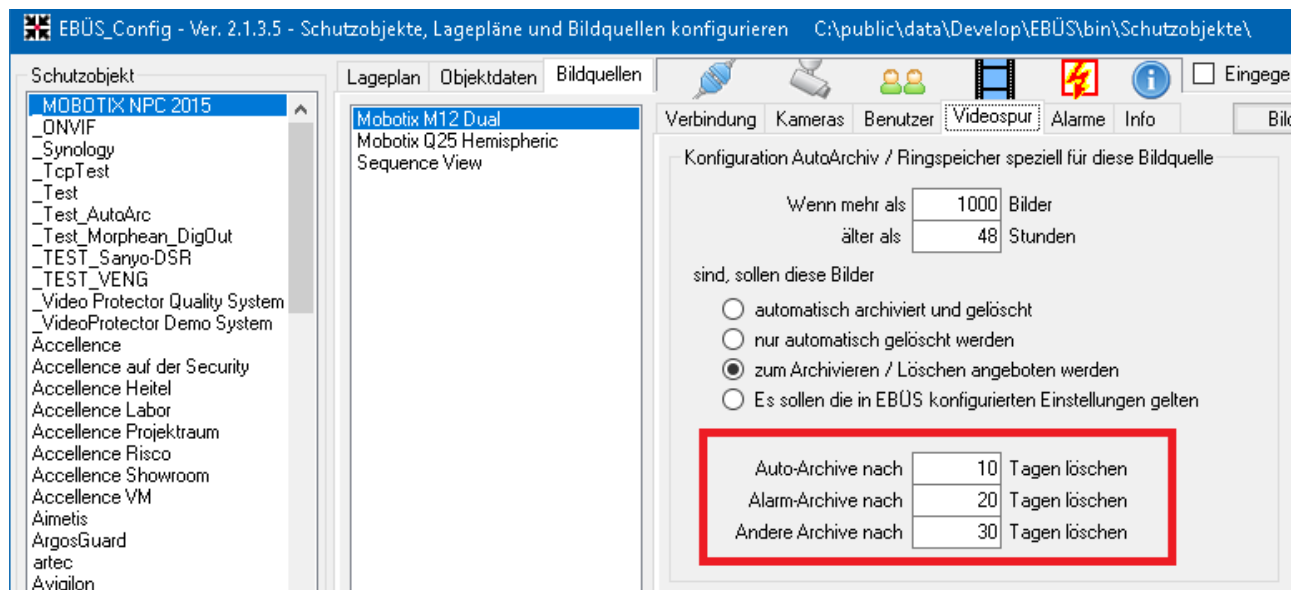 EBÜS_Config - Ver. 2.1.3.5 - Schutzobjekte, Lagepläne und Bildquellen konfigurieren C:\public\data\Develop\EBÜS\bin\Schutzobjekte\
Schutzobjekt
_MOBOTIX NPC 2015
_ONVIF
_Synology
_TcpTest
_Test
_Test_AutoArc
_Test_Morphean_DigOut
_TEST_Sanyo-DSR
_TEST_VENG
_Video Protector Quality System
_VideoProtector Demo System
Accellence
Accellence auf der Security
Accellence Heitel
Accellence Labor
Accellence Projektraum
Accellence Risco
Accellence Showroom
Accellence VM
Aimetis
ArgosGuard
artec
Avigilon
Lageplan Objektdaten Bildquellen
Mobotix M12 Dual
Mobotix Q25 Hemispheric
Sequence View
Eingege
Verbindung Kameras Benutzer Videospur Alarme Info Bild
Konfiguration AutoArchiv / Ringspeicher speziell für diese Bildquelle
Wenn mehr als 1000 Bilder
älter als 48 Stunden
sind, sollen diese Bilder
automatisch archiviert und gelöscht
nur automatisch gelöscht werden
zum Archivieren / Löschen angeboten werden
Es sollen die in EBÜS konfigurierten Einstellungen gelten
Auto-Archive nach 10 Tagen löschen
Alarm-Archive nach 20 Tagen löschen
Andere Archive nach 30 Tagen löschen